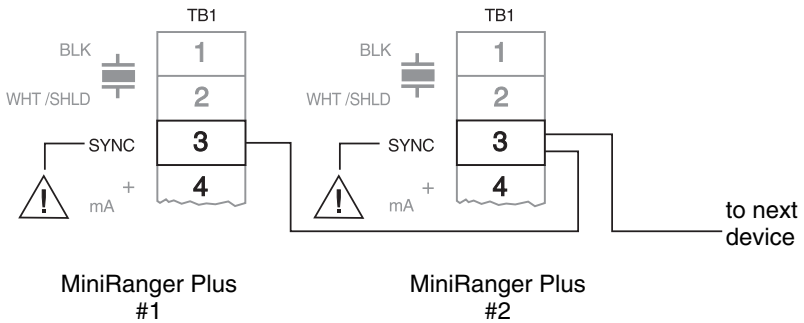 TB1
BLK
1
WHT /SHLD
2
SYNC
3
!
+
mA
4
MiniRanger Plus
#1
TB1
BLK
1
WHT /SHLD
2
SYNC
3
!
+
mA
4
MiniRanger Plus
#2
to next
device